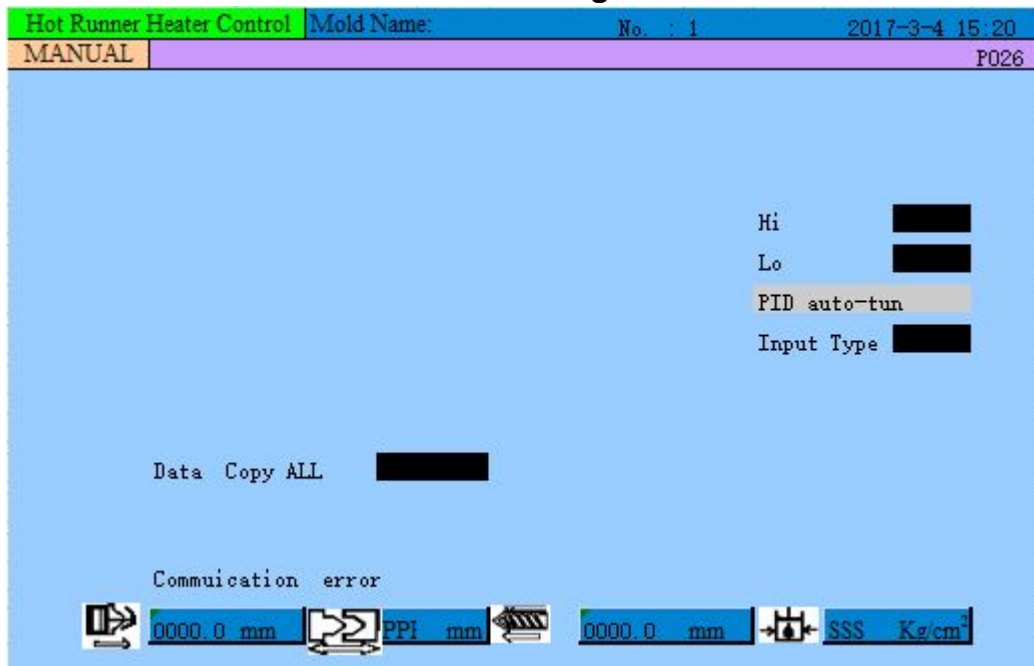 Hot Runner Heater Control Mold Name: No. : 1 2017-3-4 15:20
MANUAL P026
Hi
Lo
PID auto-tun
Input Type
Data Copy ALL
Commuication error
0000.0 mm PPI mm 0000.0 mm SSS Kg/cm²